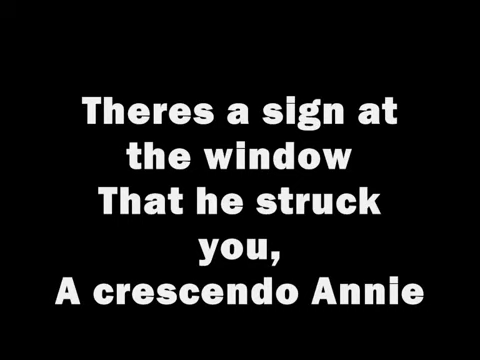 Theres a sign at
the window
That he struck
you,
A crescendo Annie